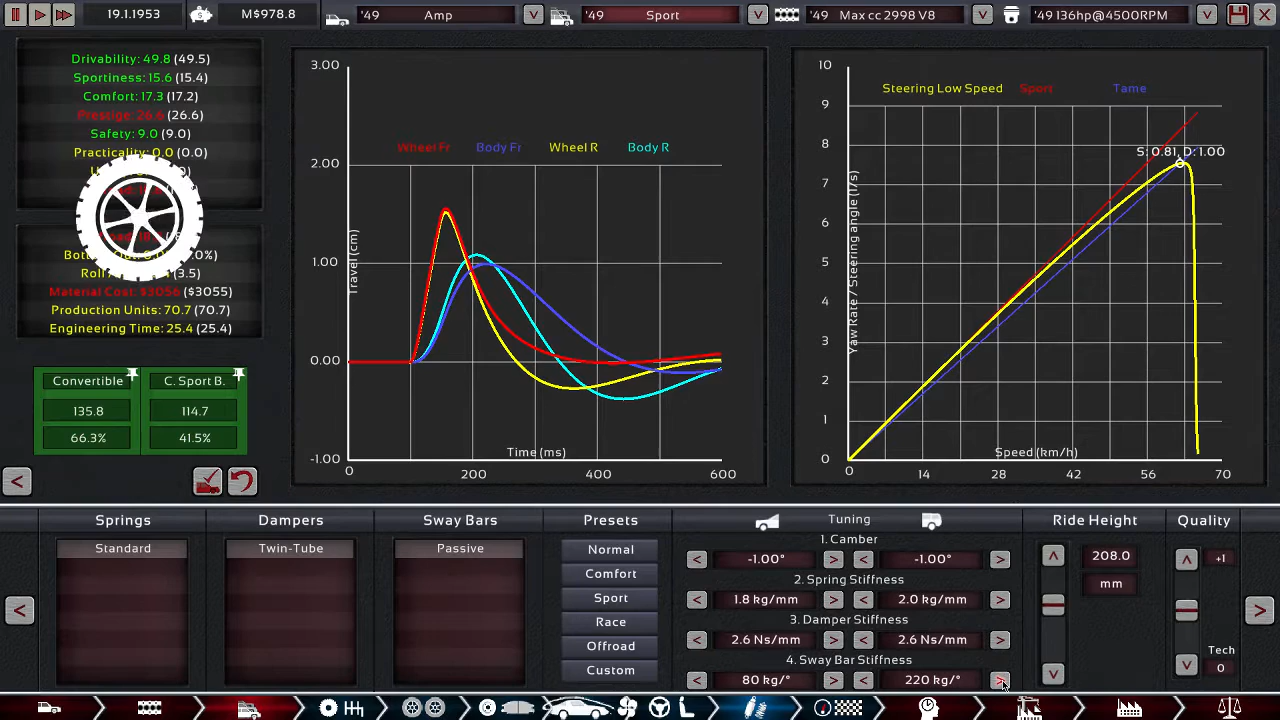 19.1.1953
M$978.8
'49 Amp
'49 Sport
'49 Max cc 2998 V8
'49 136hp@4500RPM
Drivability: 49.8 (49.5)
Sportiness: 15.6 (15.4)
Comfort: 17.3 (17.2)
Prestige: 26.6 (26.6)
Safety: 9.0 (9.0)
Practicality: 0.0 (0.0)
(3.5)
Material Cost: $3056 ($3055)
Production Units: 70.7 (70.7)
Engineering Time: 25.4 (25.4)
Convertible
C. Sport B.
135.8
114.7
66.3%
41.5%
3.00
2.00
1.00
0.00
-1.00
Travel (cm)
Wheel Fr
Body Fr
Wheel R
Body R
Time (ms)
0
200
400
600
10
9
8
7
6
5
4
3
2
1
0
Yaw Rate / Steering angle (1/s)
Steering Low Speed
Sport
Tame
S: 0.81, D: 1.00
Speed (km/h)
0
14
28
42
56
70
Springs
Dampers
Sway Bars
Presets
Tuning
Ride Height
Quality
Standard
Twin-Tube
Passive
Normal
Comfort
Sport
Race
Offroad
Custom
1. Camber
-1.00°
-1.00°
2. Spring Stiffness
1.8 kg/mm
2.0 kg/mm
3. Damper Stiffness
2.6 Ns/mm
2.6 Ns/mm
4. Sway Bar Stiffness
80 kg/°
220 kg/°
208.0
mm
+1
Tech
0